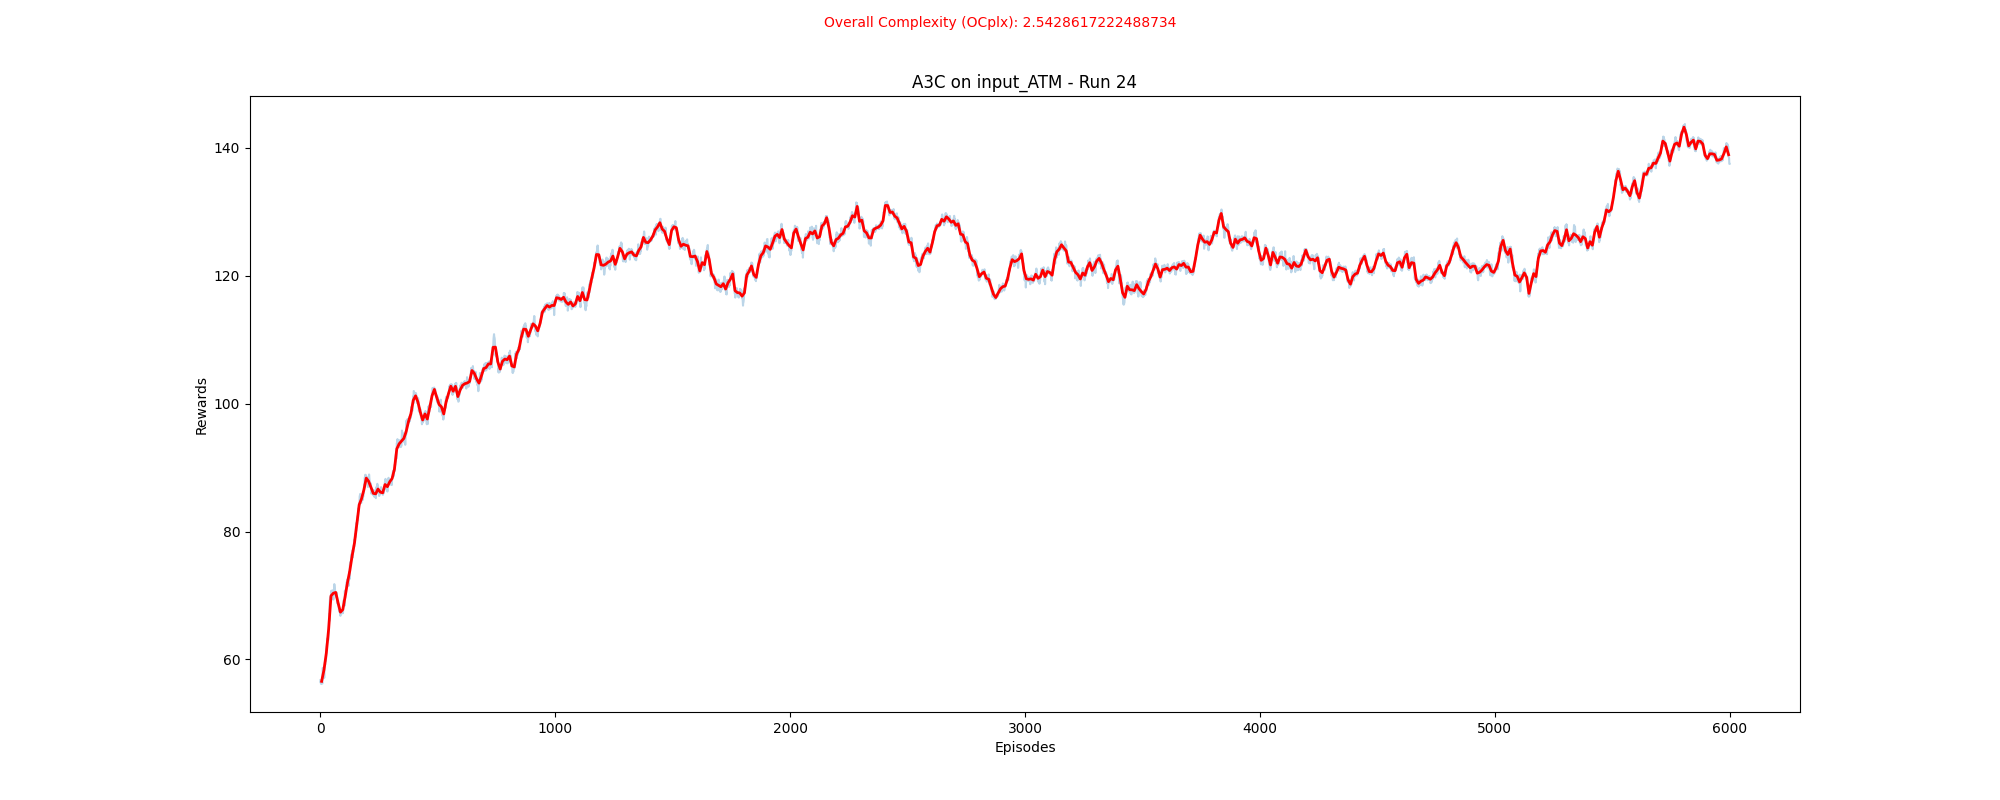 Overall Complexity (OCplx): 2.5428617222488734
A3C on input_ATM - Run 24
140
120
100
80
60
Rewards
0 1000 2000 3000 4000 5000 6000
Episodes